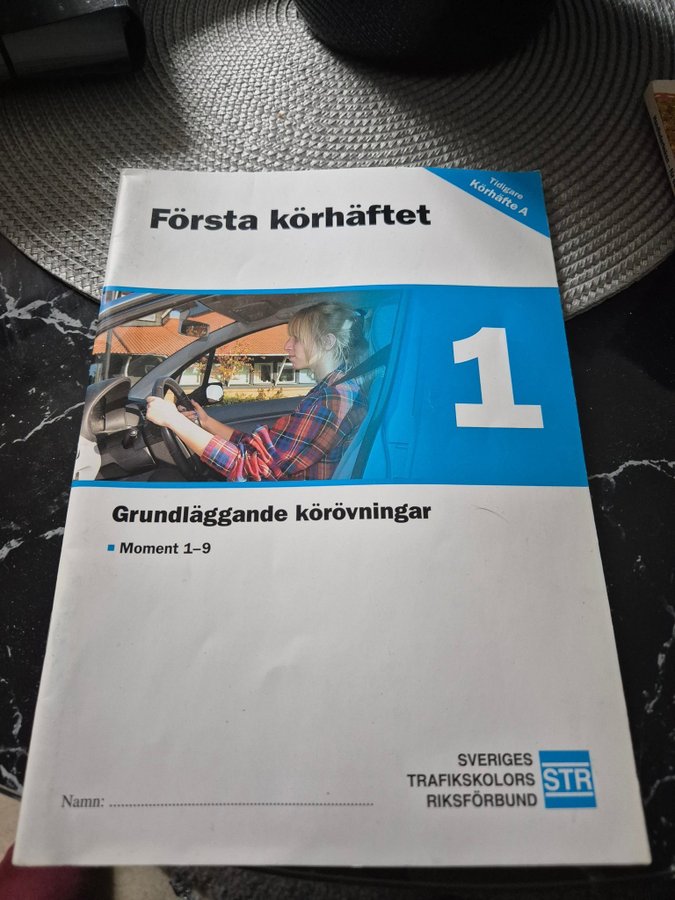 Tidigare
Körhäfte A
Första körhäftet
1
Grundläggande körövningar
Moment 1–9
SVERIGES
TRAFIKSKOLORS
RIKSFÖRBUND
STR
Namn: ................................................................